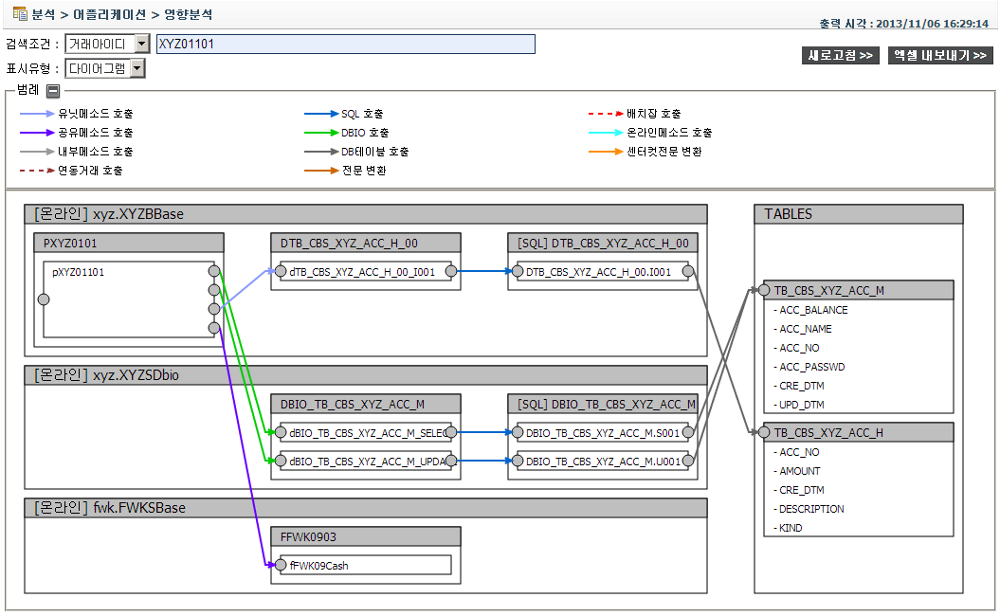 분석 > 어플리케이션 > 영향분석
출력 시각 : 2013/11/06 16:29:14
검색조건 : 거래아이디 XYZ01101
표시유형 : 다이어그램
새로고침 >> 엑셀 내보내기 >>
범례
유닛메소드 호출 SQL 호출 배치잡 호출
공유메소드 호출 DBIO 호출 온라인메소드 호출
내부메소드 호출 DB테이블 호출 센터컷전문 변환
연동거래 호출 전문 변환
[온라인] xyz.XYZBBase TABLES
PXYZ0101 DTB_CBS_XYZ_ACC_H_00 [SQL] DTB_CBS_XYZ_ACC_H_00
pXYZ01101 dTB_CBS_XYZ_ACC_H_00_I001 DTB_CBS_XYZ_ACC_H_00.I001
TB_CBS_XYZ_ACC_M
- ACC_BALANCE
- ACC_NAME
- ACC_NO
- ACC_PASSWD
- CRE_DTM
- UPD_DTM
[온라인] xyz.XYZSDbio
DBIO_TB_CBS_XYZ_ACC_M [SQL] DBIO_TB_CBS_XYZ_ACC_M
dBIO_TB_CBS_XYZ_ACC_M_SELEC DBIO_TB_CBS_XYZ_ACC_M.S001
dBIO_TB_CBS_XYZ_ACC_M_UPDA DBIO_TB_CBS_XYZ_ACC_M.U001
TB_CBS_XYZ_ACC_H
- ACC_NO
- AMOUNT
- CRE_DTM
- DESCRIPTION
- KIND
[온라인] fwk.FWKSBase
FFWK0903
fFWK09Cash